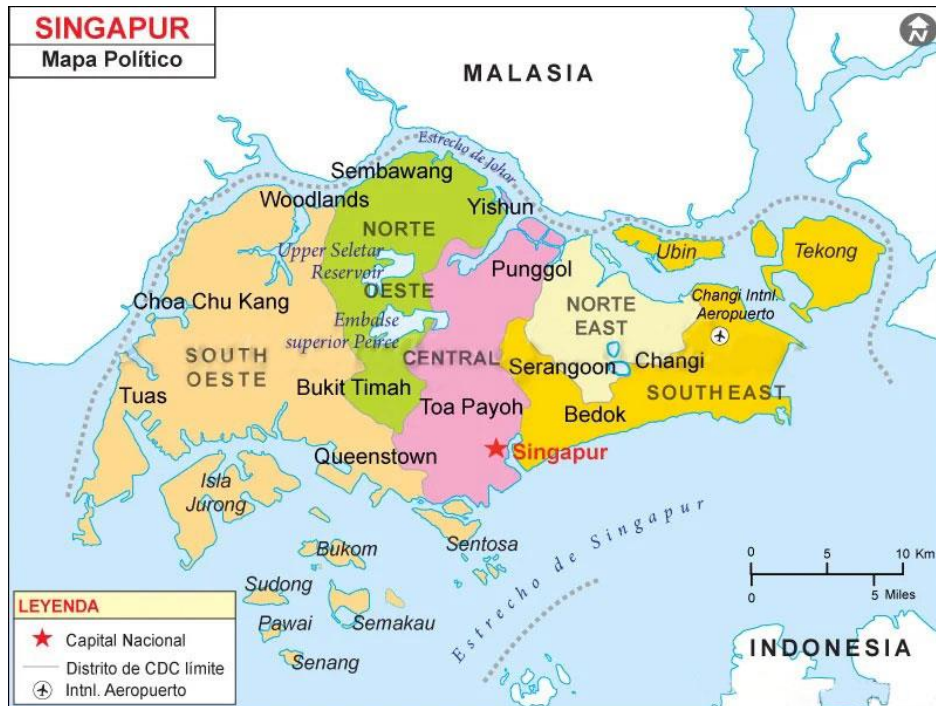 SINGAPUR
Mapa Político
N
MALASIA
Estrecho de Johor
Sembawang
Woodlands
Yishun
NORTE
Upper Seletar
Reservoir
Ubin
Tekong
Punggol
OESTE
Choa Chu Kang
Changi Intnl.
Aeropuerto
NORTE
EAST
Embalse
superior Peirce
SOUTH
OESTE
CENTRAL
Serangoon
Changi
Tuas
Bukit Timah
SOUTH EAST
Toa Payoh
Bedok
Queenstown
Singapur
Isla
Jurong
Estrecho de Singapur
Bukom
Sentosa
0 5 10 Km
0 5 Miles
Sudong
Semakau
Pawai
Senang
INDONESIA
LEYENDA
Capital Nacional
Distrito de CDC límite
Intnl. Aeropuerto